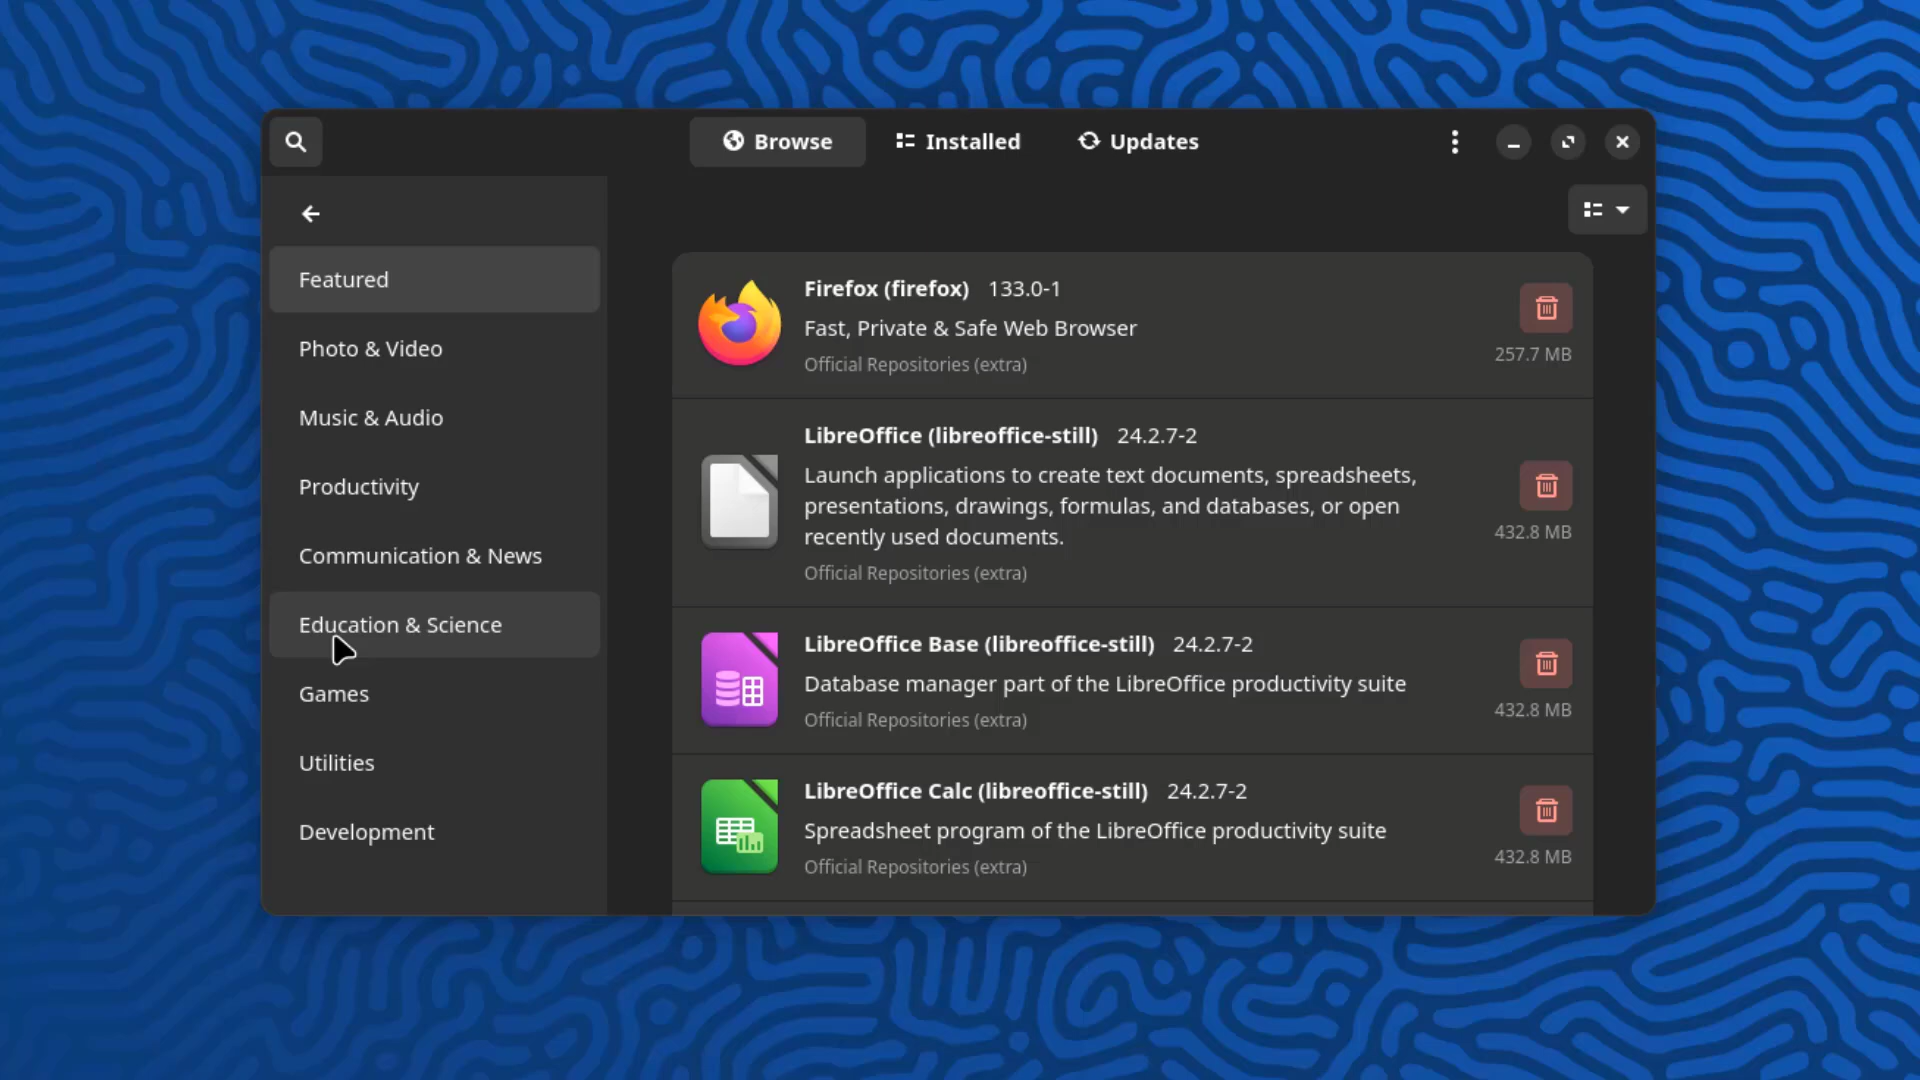 Browse
Installed
Updates
Featured
Photo & Video
Music & Audio
Productivity
Communication & News
Education & Science
Games
Utilities
Development
Firefox (firefox) 133.0-1
Fast, Private & Safe Web Browser
Official Repositories (extra)
257.7 MB
LibreOffice (libreoffice-still) 24.2.7-2
Launch applications to create text documents, spreadsheets,
presentations, drawings, formulas, and databases, or open
recently used documents.
Official Repositories (extra)
432.8 MB
LibreOffice Base (libreoffice-still) 24.2.7-2
Database manager part of the LibreOffice productivity suite
Official Repositories (extra)
432.8 MB
LibreOffice Calc (libreoffice-still) 24.2.7-2
Spreadsheet program of the LibreOffice productivity suite
Official Repositories (extra)
432.8 MB